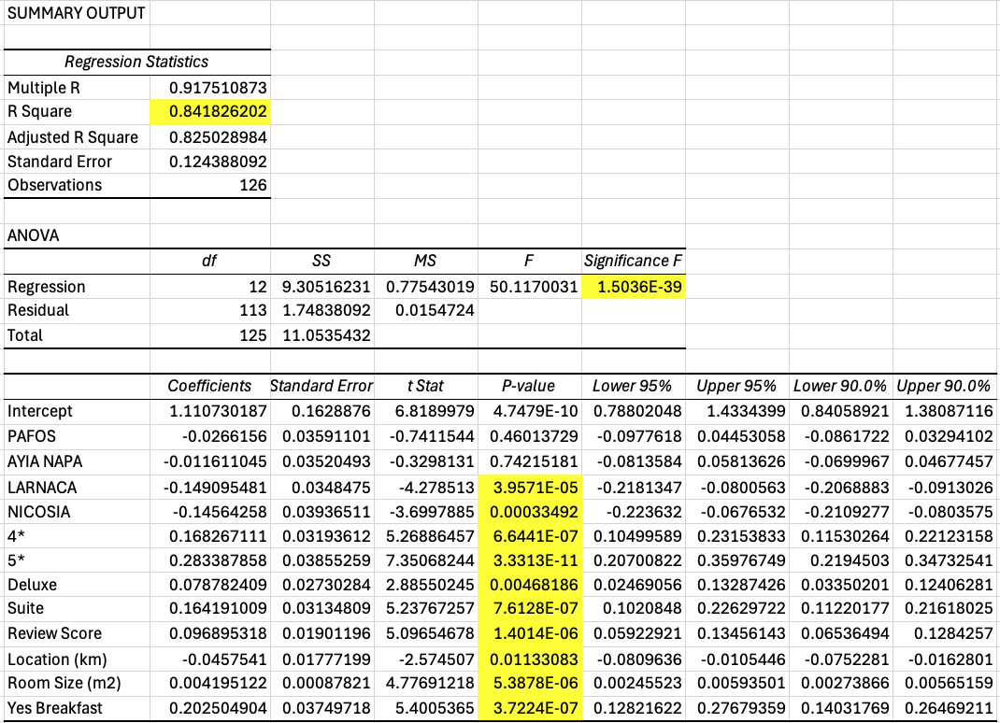 SUMMARY OUTPUT
Regression Statistics
Multiple R 0.917510873
R Square 0.841826202
Adjusted R Square 0.825028984
Standard Error 0.124388092
Observations 126
ANOVA
df SS MS F Significance F
Regression 12 9.30516231 0.77543019 50.1170031 1.5036E-39
Residual 113 1.74838092 0.0154724
Total 125 11.0535432
Coefficients Standard Error t Stat P-value Lower 95% Upper 95% Lower 90.0% Upper 90.0%
Intercept 1.110730187 0.1628876 6.8189979 4.7479E-10 0.78802048 1.4334399 0.84058921 1.38087116
PAFOS -0.0266156 0.03591101 -0.7411544 0.46013729 -0.0977618 0.04453058 -0.0861722 0.03294102
AYIA NAPA -0.011611045 0.03520493 -0.3298131 0.74215181 -0.0813584 0.05813626 -0.0699967 0.04677457
LARNACA -0.149095481 0.0348475 -4.278513 3.9571E-05 -0.2181347 -0.0800563 -0.2068883 -0.0913026
NICOSIA -0.14564258 0.03936511 -3.6997885 0.00033492 -0.223632 -0.0676532 -0.2109277 -0.0803575
4* 0.168267111 0.03193612 5.26886457 6.6441E-07 0.10499589 0.23153833 0.11530264 0.22123158
5* 0.283387858 0.03855259 7.35068244 3.3313E-11 0.20700822 0.35976749 0.2194503 0.34732541
Deluxe 0.078782409 0.02730284 2.88550245 0.00468186 0.02469056 0.13287426 0.03350201 0.12406281
Suite 0.164191009 0.03134809 5.23767257 7.6128E-07 0.1020848 0.22629722 0.11220177 0.21618025
Review Score 0.096895318 0.01901196 5.09654678 1.4014E-06 0.05922921 0.13456143 0.06536494 0.1284257
Location (km) -0.0457541 0.01777199 -2.574507 0.01133083 -0.0809636 -0.0105446 -0.0752281 -0.0162801
Room Size (m2) 0.004195122 0.00087821 4.77691218 5.3878E-06 0.00245523 0.00593501 0.00273866 0.00565159
Yes Breakfast 0.202504904 0.03749718 5.4005365 3.7224E-07 0.12821622 0.27679359 0.14031769 0.26469211